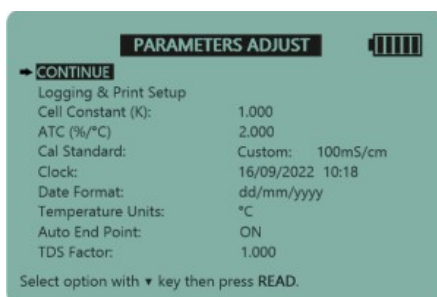 PARAMETERS ADJUST
CONTINUE
Logging & Print Setup
Cell Constant (K): 1.000
ATC (%/°C) 2.000
Cal Standard: Custom: 100mS/cm
Clock: 16/09/2022 10:18
Date Format: dd/mm/yyyy
Temperature Units: °C
Auto End Point: ON
TDS Factor: 1.000
Select option with ▼ key then press READ.